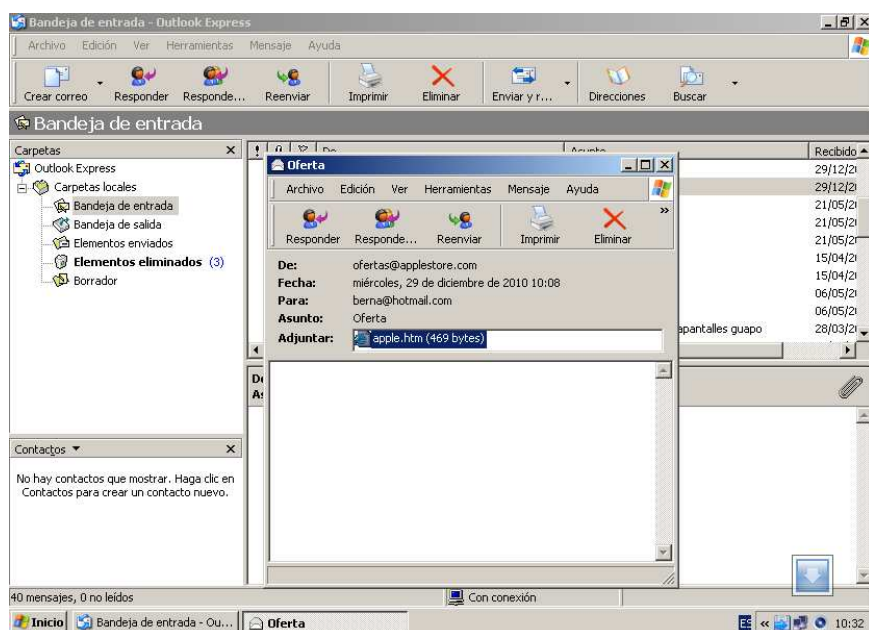 Bandeja de entrada - Outlook Express
Archivo Edición Ver Herramientas Mensaje Ayuda
Crear correo Responder Responde... Reenviar Imprimir Eliminar Enviar y r... Direcciones Buscar
Bandeja de entrada
Carpetas
Outlook Express
Carpetas locales
Bandeja de entrada
Bandeja de salida
Elementos enviados
Elementos eliminados (3)
Borrador
Contactos
No hay contactos que mostrar. Haga clic en
Contactos para crear un contacto nuevo.
De Asunto Recibido
29/12/2
29/12/2
21/05/2
21/05/2
21/05/2
15/04/2
15/04/2
06/05/2
06/05/2
apantalles guapo 28/03/2
Oferta
Archivo Edición Ver Herramientas Mensaje Ayuda
Responder Responde... Reenviar Imprimir Eliminar »
De: ofertas@applestore.com
Fecha: miércoles, 29 de diciembre de 2010 10:08
Para: berna@hotmail.com
Asunto: Oferta
Adjuntar: apple.htm (469 bytes)
40 mensajes, 0 no leídos Con conexión
Inicio Bandeja de entrada - Ou... Oferta ES « 10:32